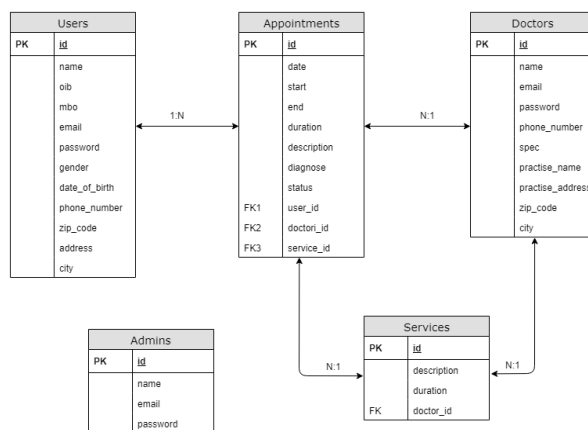 Users
PK id
name
oib
mbo
email
password
gender
date_of_birth
phone_number
zip_code
address
city
1:N
Appointments
PK id
date
start
end
duration
description
diagnose
status
FK1 user_id
FK2 doctori_id
FK3 service_id
N:1
Doctors
PK id
name
email
password
phone_number
spec
practise_name
practise_address
zip_code
city
Admins
PK id
name
email
password
N:1
Services
PK id
description
duration
FK doctor_id
N:1